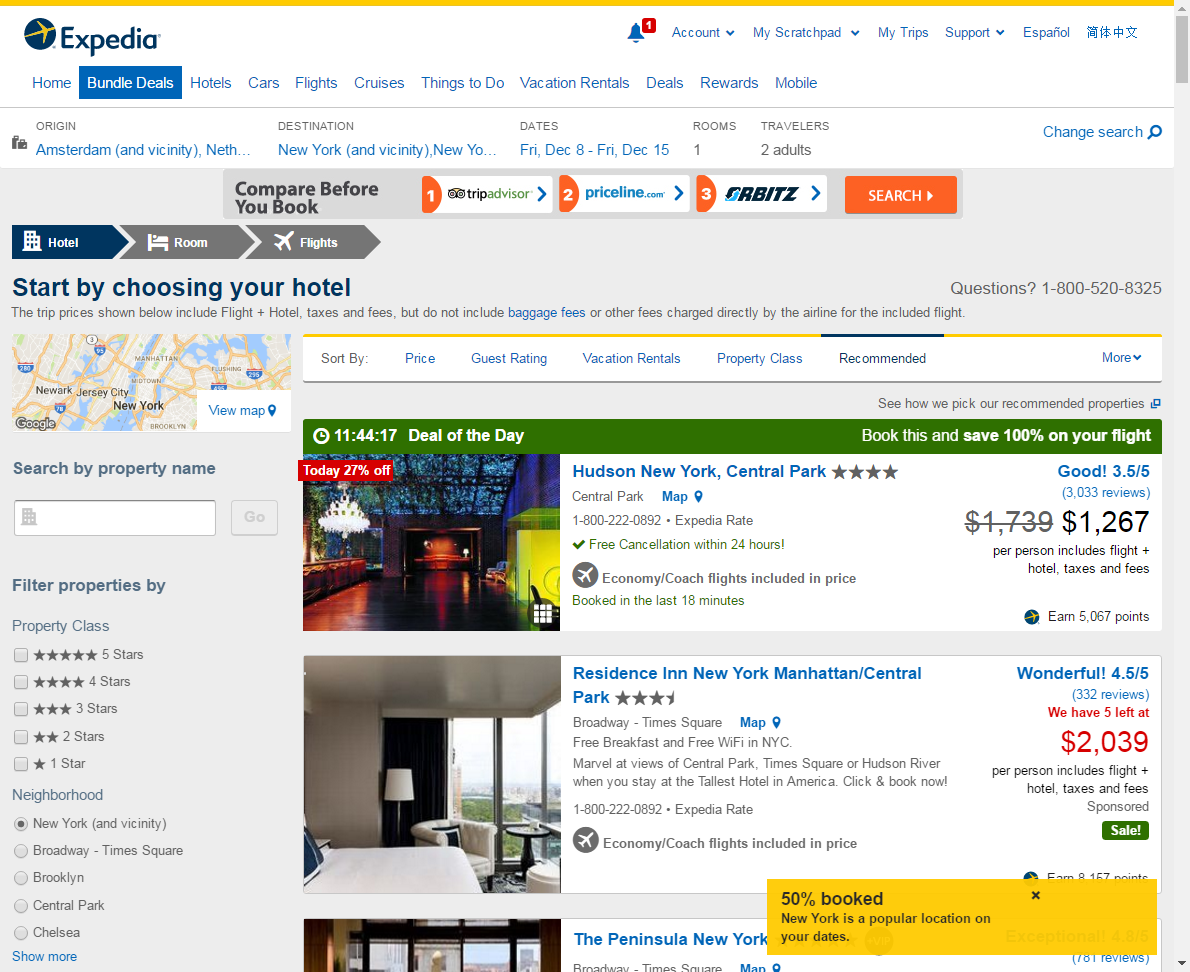 Expedia
1
Account
My Scratchpad
My Trips
Support
Español
简体中文
Home
Bundle Deals
Hotels
Cars
Flights
Cruises
Things to Do
Vacation Rentals
Deals
Rewards
Mobile
ORIGIN
Amsterdam (and vicinity), Neth...
DESTINATION
New York (and vicinity),New Yo...
DATES
Fri, Dec 8 - Fri, Dec 15
ROOMS
1
TRAVELERS
2 adults
Change search
Compare Before
You Book
1 tripadvisor
2 priceline.com
3 ORBITZ
SEARCH
Hotel
Room
Flights
Start by choosing your hotel
Questions? 1-800-520-8325
The trip prices shown below include Flight + Hotel, taxes and fees, but do not include baggage fees or other fees charged directly by the airline for the included flight.
3
95
280
MANHATTAN
FLUSHING
295
495
MIDTOWN
Newark
Jersey City
78
New York
BROOKLYN
Google
View map
Sort By:
Price
Guest Rating
Vacation Rentals
Property Class
Recommended
More
See how we pick our recommended properties
Search by property name
Go
Filter properties by
Property Class
5 Stars
4 Stars
3 Stars
2 Stars
1 Star
Neighborhood
New York (and vicinity)
Broadway - Times Square
Brooklyn
Central Park
Chelsea
Show more
11:44:17 Deal of the Day
Book this and save 100% on your flight
Today 27% off
Hudson New York, Central Park
Central Park
Map
1-800-222-0892 • Expedia Rate
Free Cancellation within 24 hours!
Economy/Coach flights included in price
Booked in the last 18 minutes
Good! 3.5/5
(3,033 reviews)
$1,739 $1,267
per person includes flight +
hotel, taxes and fees
Earn 5,067 points
Residence Inn New York Manhattan/Central
Park
Broadway - Times Square
Map
Free Breakfast and Free WiFi in NYC.
Marvel at views of Central Park, Times Square or Hudson River
when you stay at the Tallest Hotel in America. Click & book now!
1-800-222-0892 • Expedia Rate
Economy/Coach flights included in price
Wonderful! 4.5/5
(332 reviews)
We have 5 left at
$2,039
per person includes flight +
hotel, taxes and fees
Sponsored
Sale!
Earn 8,157 points
The Peninsula New York
Exceptional! 4.8/5
Broadway - Times Square
Map
(781 reviews)
50% booked
New York is a popular location on
your dates.